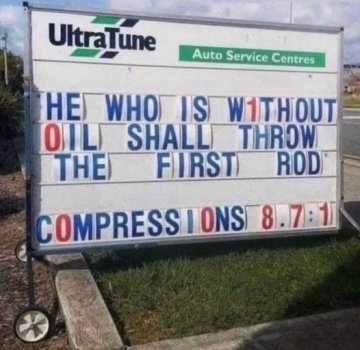 UltraTune
Auto Service Centres
HE WHO IS W1THOUT
OIL SHALL THROW
THE FIRST ROD
COMPRESSIONS 8.7:1